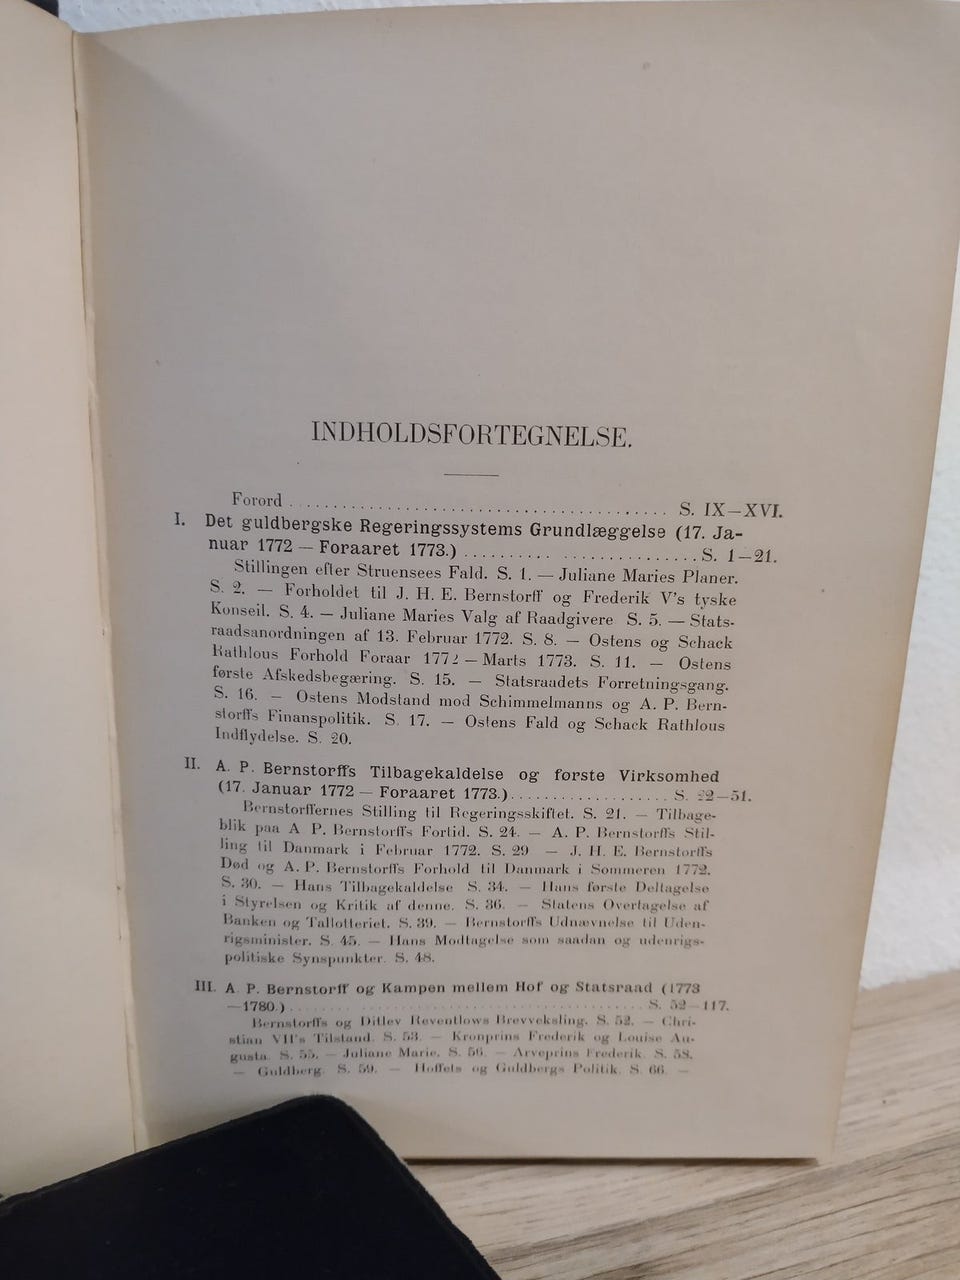 INDHOLDSFORTEGNELSE.
Forord ........................................ S. IX—XVI.
I. Det guldbergske Regeringssystems Grundlæggelse (17. Ja-
nuar 1772 — Foraaret 1773.) ........................ S. 1—21.
Stillingen efter Struensees Fald. S. 1. — Juliane Maries Planer.
S. 2. — Forholdet til J. H. E. Bernstorff og Frederik V's tyske
Konseil. S. 4. — Juliane Maries Valg af Raadgivere S. 5. — Stats-
raadsanordningen af 13. Februar 1772. S. 8. — Ostens og Schack
Rathlous Forhold Foraar 1772 — Marts 1773. S. 11. — Ostens
første Afskedsbegæring. S. 15. — Statsraadets Forretningsgang.
S. 16. — Ostens Modstand mod Schimmelmanns og A. P. Bern-
storffs Finanspolitik. S. 17. — Ostens Fald og Schack Rathlous
Indflydelse. S. 20.
II. A. P. Bernstorffs Tilbagekaldelse og første Virksomhed
(17. Januar 1772 — Foraaret 1773.).................. S. 22—51.
Bernstorffernes Stilling til Regeringsskiftet. S. 21. — Tilbage-
blik paa A P. Bernstorffs Fortid. S. 24. — A. P. Bernstorffs Stil-
ling til Danmark i Februar 1772. S. 29 — J. H. E. Bernstorffs
Død og A. P. Bernstorffs Forhold til Danmark i Sommeren 1772.
S. 30. — Hans Tilbagekaldelse S. 34. — Hans første Deltagelse
i Styrelsen og Kritik af denne. S. 36. — Statens Overtagelse af
Banken og Tallotteriet. S. 39. — Bernstorffs Udnævnelse til Uden-
rigsminister. S. 45. — Hans Modtagelse som saadan og udenrigs-
politiske Synspunkter. S. 48.
III. A P. Bernstorff og Kampen mellem Hof og Statsraad (1773
—1780.) ........................................ S. 52—117.
Bernstorffs og Ditlev Reventlows Brevveksling. S. 52. — Chri-
stian VII's Tilstand. S. 53. — Kronprins Frederik og Louise Au-
gusta. S. 55. — Juliane Marie. S. 56. — Arveprins Frederik. S. 58.
— Guldberg. S. 59. — Hoffets og Guldbergs Politik. S. 66. —